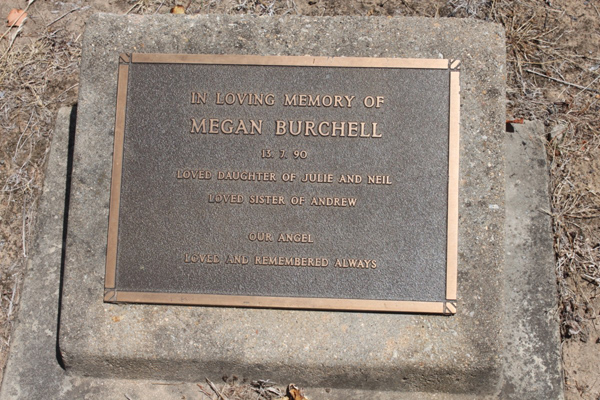 IN LOVING MEMORY OF
MEGAN BURCHELL
13. 7. 90
LOVED DAUGHTER OF JULIE AND NEIL
LOVED SISTER OF ANDREW
OUR ANGEL
LOVED AND REMEMBERED ALWAYS